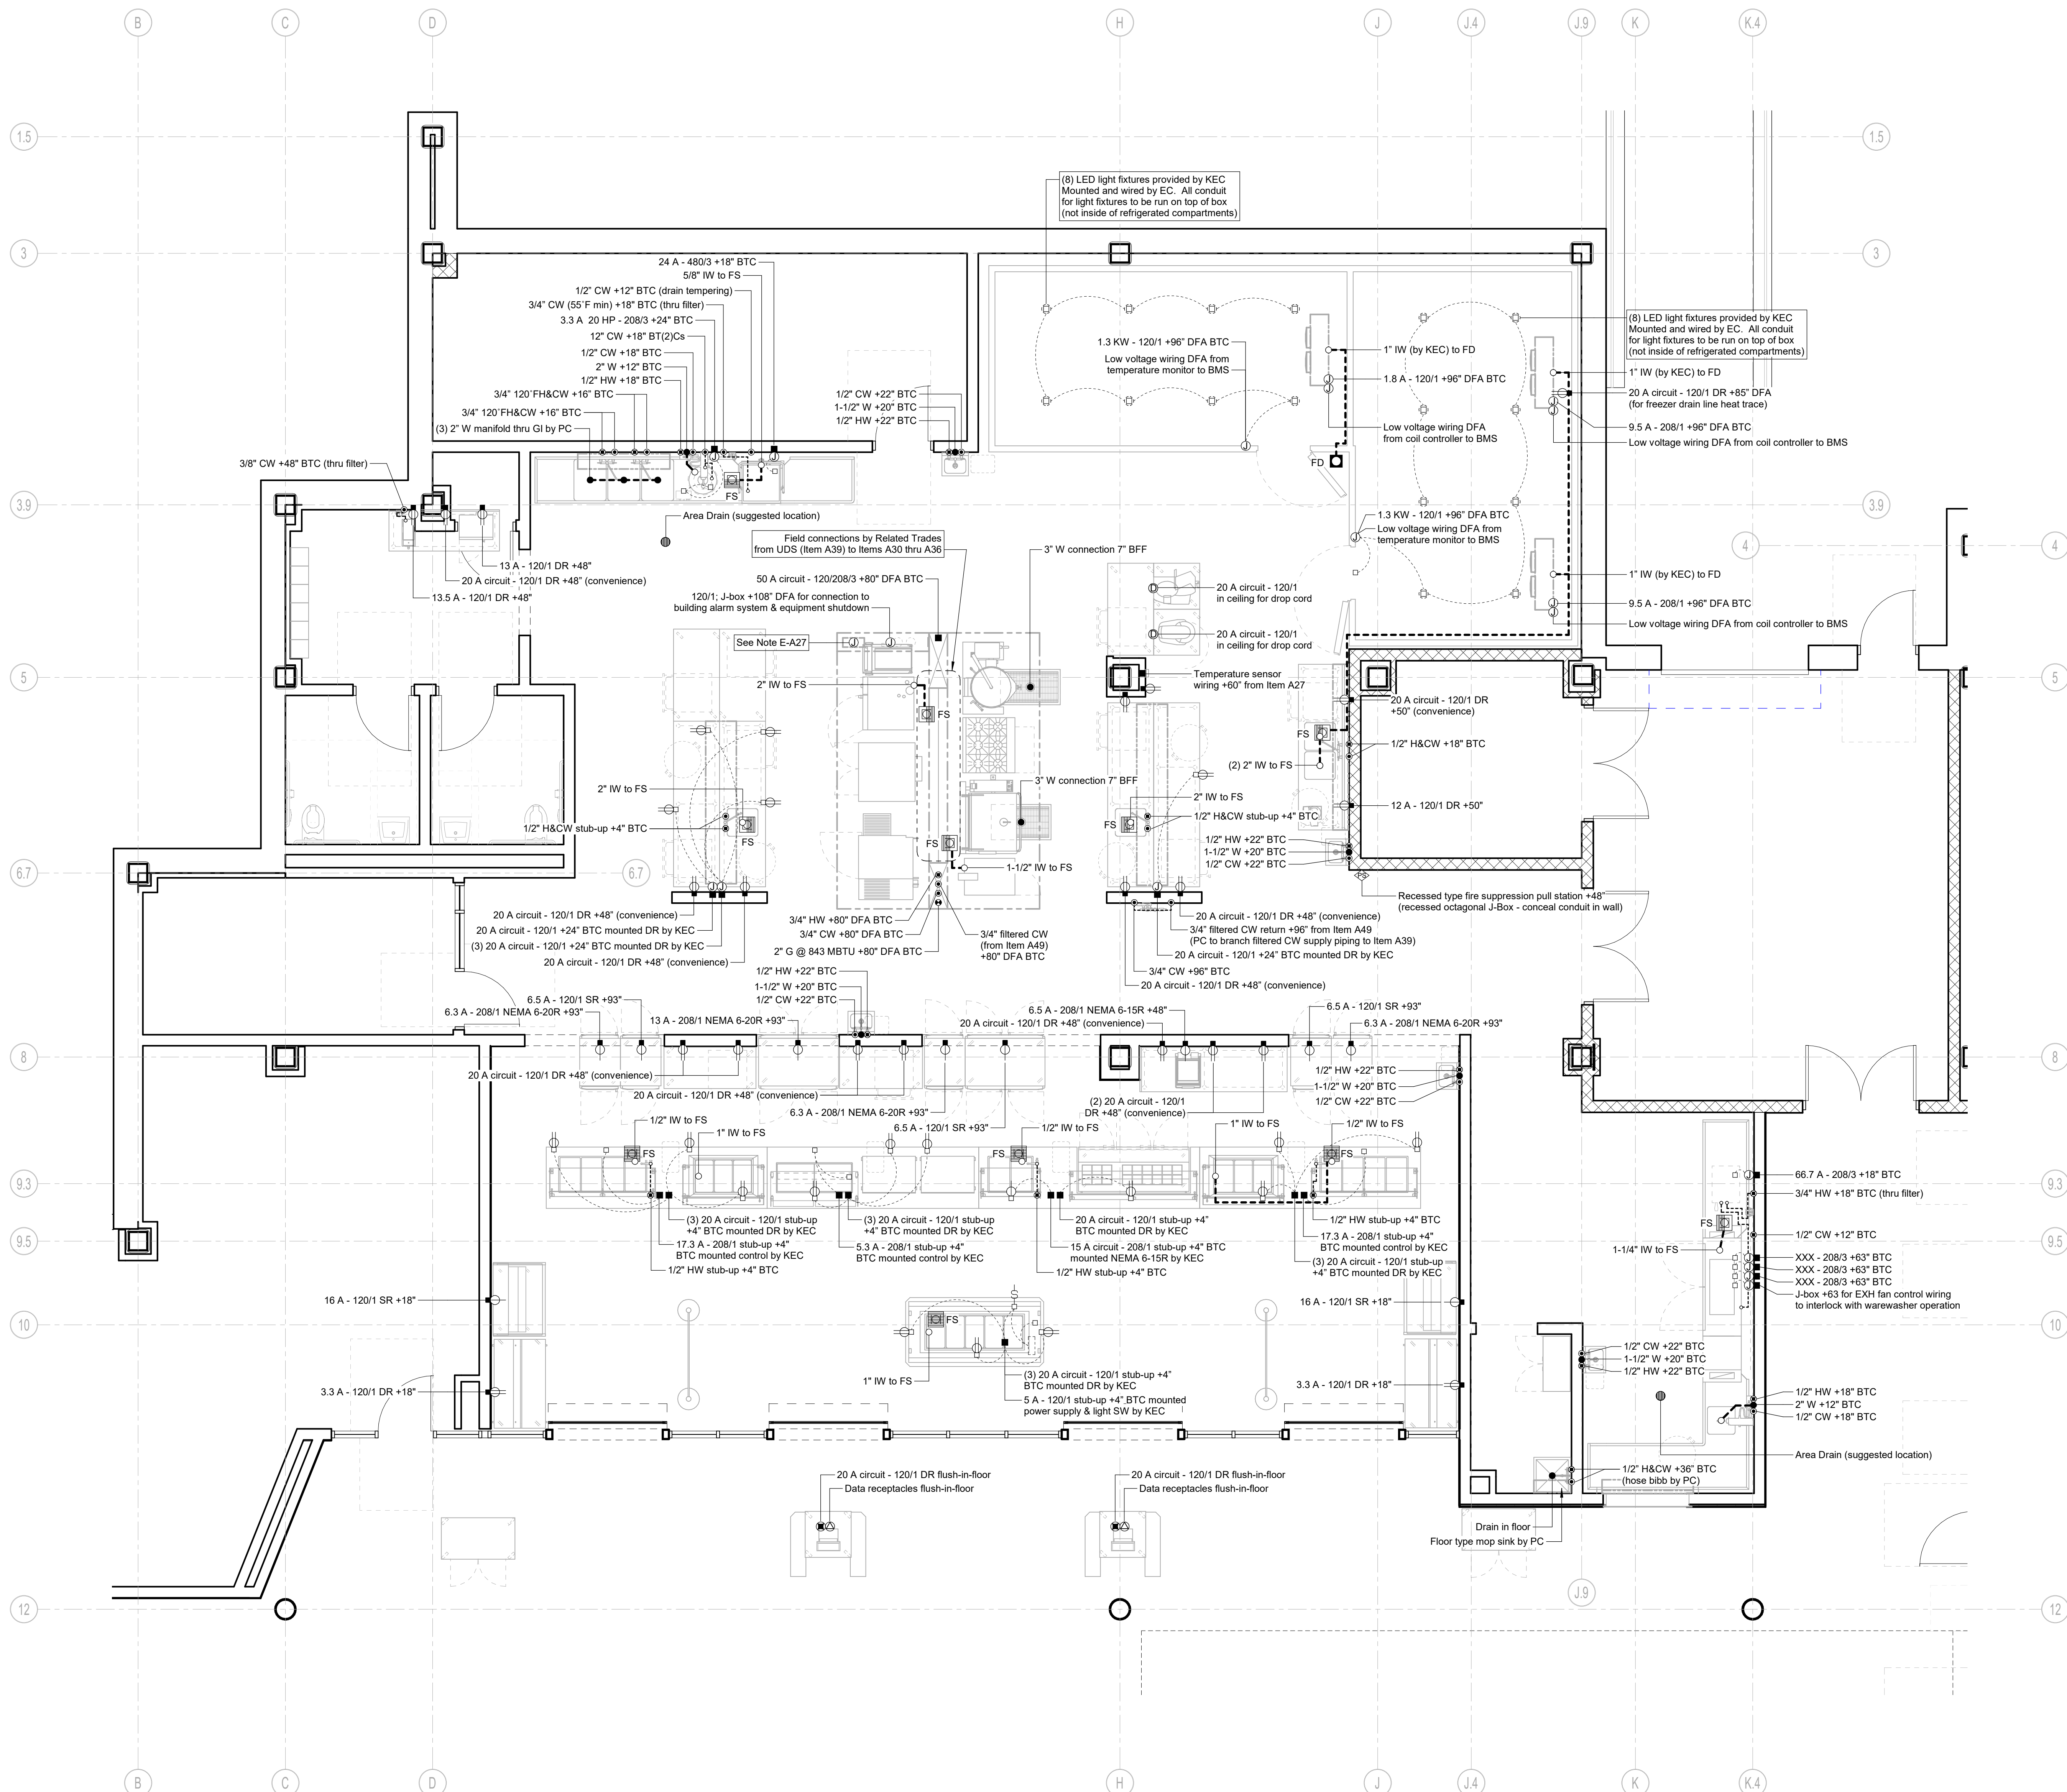 B
C
D
H
J
J.4
J.9
K
K.4
1.5
1.5
(8) LED light fixtures provided by KEC
Mounted and wired by EC. All conduit
for light fixtures to be run on top of box
(not inside of refrigerated compartments)
3
3
24 A - 480/3 +18" BTC
5/8" IW to FS
1/2" CW +12" BTC (drain tempering)
3/4" CW (55˚F min) +18" BTC (thru filter)
3.3 A 20 HP - 208/3 +24" BTC
12" CW +18" BT(2)Cs
1/2" CW +18" BTC
2" W +12" BTC
1/2" HW +18" BTC
3/4" 120˚FH&CW +16" BTC
3/4" 120˚FH&CW +16" BTC
(3) 2" W manifold thru GI by PC
1/2" CW +22" BTC
1-1/2" W +20" BTC
1/2" HW +22" BTC
1.3 KW - 120/1 +96" DFA BTC
Low voltage wiring DFA from
temperature monitor to BMS
1" IW (by KEC) to FD
1.8 A - 120/1 +96" DFA BTC
Low voltage wiring DFA
from coil controller to BMS
(8) LED light fixtures provided by KEC
Mounted and wired by EC. All conduit
for light fixtures to be run on top of box
(not inside of refrigerated compartments)
1" IW (by KEC) to FD
20 A circuit - 120/1 DR +85" DFA
(for freezer drain line heat trace)
9.5 A - 208/1 +96" DFA BTC
Low voltage wiring DFA from coil controller to BMS
3/8" CW +48" BTC (thru filter)
FD
FS
3.9
3.9
Area Drain (suggested location)
1.3 KW - 120/1 +96" DFA BTC
Low voltage wiring DFA from
temperature monitor to BMS
Field connections by Related Trades
from UDS (Item A39) to Items A30 thru A36
3" W connection 7" BFF
4
4
13 A - 120/1 DR +48"
20 A circuit - 120/1 DR +48" (convenience)
13.5 A - 120/1 DR +48"
50 A circuit - 120/208/3 +80" DFA BTC
120/1; J-box +108" DFA for connection to
building alarm system & equipment shutdown
20 A circuit - 120/1
in ceiling for drop cord
1" IW (by KEC) to FD
9.5 A - 208/1 +96" DFA BTC
Low voltage wiring DFA from coil controller to BMS
See Note E-A27
20 A circuit - 120/1
in ceiling for drop cord
5
5
2" IW to FS
Temperature sensor
wiring +60" from Item A27
20 A circuit - 120/1 DR
+50" (convenience)
FS
FS
1/2" H&CW +18" BTC
(2) 2" IW to FS
3" W connection 7" BFF
2" IW to FS
2" IW to FS
12 A - 120/1 DR +50"
1/2" H&CW stub-up +4" BTC
1/2" H&CW stub-up +4" BTC
FS
FS
FS
1/2" HW +22" BTC
1-1/2" W +20" BTC
1/2" CW +22" BTC
6.7
6.7
1-1/2" IW to FS
PS
Recessed type fire suppression pull station +48"
(recessed octagonal J-Box - conceal conduit in wall)
20 A circuit - 120/1 DR +48" (convenience)
20 A circuit - 120/1 +24" BTC mounted DR by KEC
(3) 20 A circuit - 120/1 +24" BTC mounted DR by KEC
20 A circuit - 120/1 DR +48" (convenience)
3/4" HW +80" DFA BTC
3/4" CW +80" DFA BTC
2" G @ 843 MBTU +80" DFA BTC
3/4" filtered CW
(from Item A49)
+80" DFA BTC
20 A circuit - 120/1 DR +48" (convenience)
3/4" filtered CW return +96" from Item A49
(PC to branch filtered CW supply piping to Item A39)
20 A circuit - 120/1 +24" BTC mounted DR by KEC
3/4" CW +96" BTC
20 A circuit - 120/1 DR +48" (convenience)
1/2" HW +22" BTC
1-1/2" W +20" BTC
1/2" CW +22" BTC
6.5 A - 120/1 SR +93"
6.3 A - 208/1 NEMA 6-20R +93"
13 A - 208/1 NEMA 6-20R +93"
6.5 A - 208/1 NEMA 6-15R +48"
20 A circuit - 120/1 DR +48" (convenience)
6.5 A - 120/1 SR +93"
6.3 A - 208/1 NEMA 6-20R +93"
8
8
20 A circuit - 120/1 DR +48" (convenience)
20 A circuit - 120/1 DR +48" (convenience)
6.3 A - 208/1 NEMA 6-20R +93"
6.5 A - 120/1 SR +93"
(2) 20 A circuit - 120/1
DR +48" (convenience)
1/2" HW +22" BTC
1-1/2" W +20" BTC
1/2" CW +22" BTC
1/2" IW to FS
1" IW to FS
1/2" IW to FS
1" IW to FS
1/2" IW to FS
FS
FS
FS
9.3
9.3
66.7 A - 208/3 +18" BTC
3/4" HW +18" BTC (thru filter)
FS
1/2" CW +12" BTC
1-1/4" IW to FS
XXX - 208/3 +63" BTC
XXX - 208/3 +63" BTC
XXX - 208/3 +63" BTC
J-box +63 for EXH fan control wiring
to interlock with warewasher operation
(3) 20 A circuit - 120/1 stub-up
+4" BTC mounted DR by KEC
17.3 A - 208/1 stub-up +4"
BTC mounted control by KEC
1/2" HW stub-up +4" BTC
(3) 20 A circuit - 120/1 stub-up
+4" BTC mounted DR by KEC
5.3 A - 208/1 stub-up +4"
BTC mounted control by KEC
20 A circuit - 120/1 stub-up +4"
BTC mounted DR by KEC
15 A circuit - 208/1 stub-up +4" BTC
mounted NEMA 6-15R by KEC
1/2" HW stub-up +4" BTC
1/2" HW stub-up +4" BTC
17.3 A - 208/1 stub-up +4"
BTC mounted control by KEC
(3) 20 A circuit - 120/1 stub-up
+4" BTC mounted DR by KEC
9.5
9.5
16 A - 120/1 SR +18"
S
16 A - 120/1 SR +18"
FS
10
10
1/2" CW +22" BTC
1-1/2" W +20" BTC
1/2" HW +22" BTC
1" IW to FS
(3) 20 A circuit - 120/1 stub-up +4"
BTC mounted DR by KEC
5 A - 120/1 stub-up +4" BTC mounted
power supply & light SW by KEC
3.3 A - 120/1 DR +18"
3.3 A - 120/1 DR +18"
1/2" HW +18" BTC
2" W +12" BTC
1/2" CW +18" BTC
Area Drain (suggested location)
20 A circuit - 120/1 DR flush-in-floor
Data receptacles flush-in-floor
20 A circuit - 120/1 DR flush-in-floor
Data receptacles flush-in-floor
1/2" H&CW +36" BTC
(hose bibb by PC)
Drain in floor
Floor type mop sink by PC
J.9
12
12
B
C
D
H
J
J.4
K
K.4